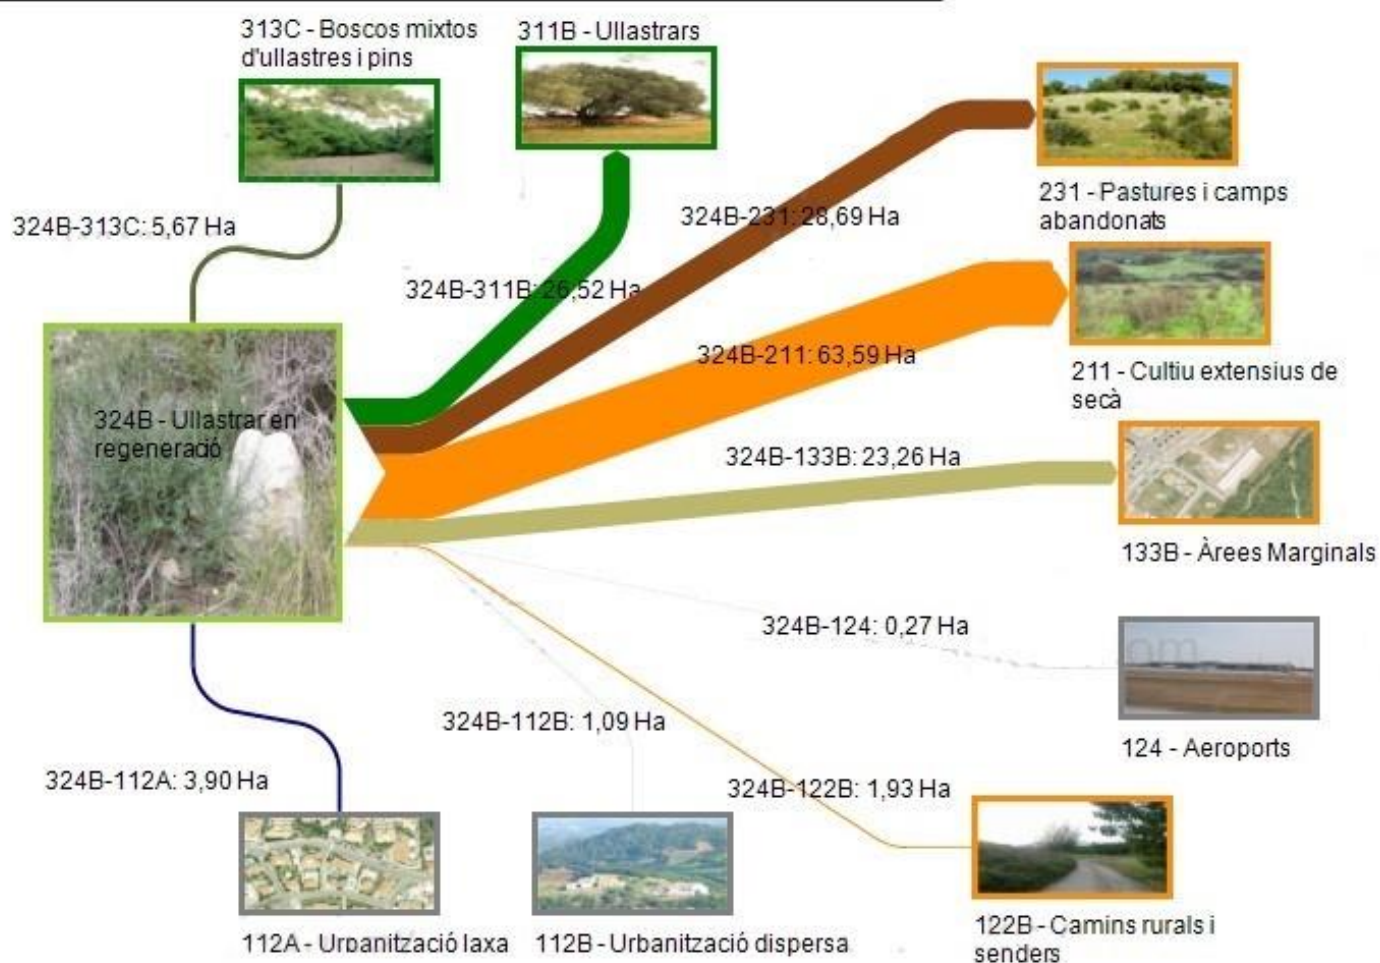 313C - Boscos mixtos
d'ullastres i pins
311B - Ullastrars
231 - Pastures i camps
abandonats
324B-313C: 5,67 Ha
324B-231: 28,69 Ha
324B-311B: 26,52 Ha
324B-211: 63,59 Ha
211 - Cultiu extensius de
secà
324B - Ullastrar en
regeneració
324B-133B: 23,26 Ha
133B - Àrees Marginals
324B-124: 0,27 Ha
om
124 - Aeroports
324B-112B: 1,09 Ha
324B-112A: 3,90 Ha
324B-122B: 1,93 Ha
112A - Urbanització laxa
112B - Urbanització dispersa
122B - Camins rurals i
senders